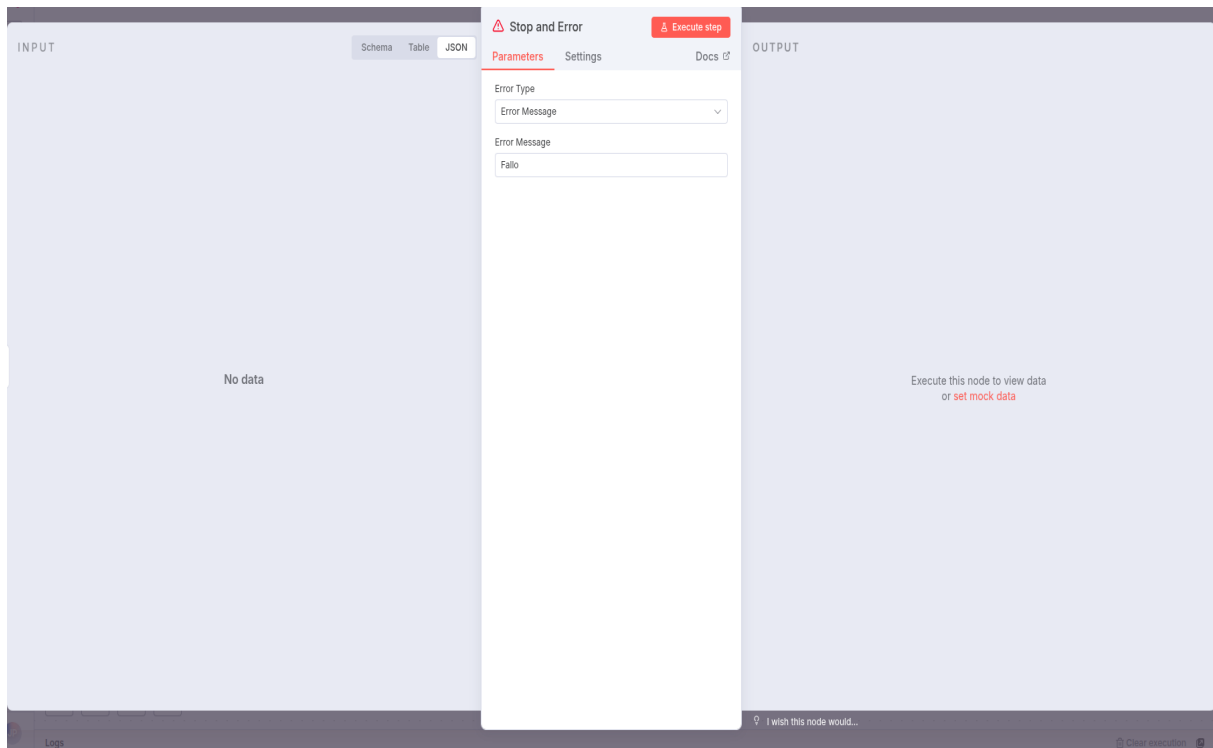 INPUT
Schema
Table
JSON
Stop and Error
Execute step
Parameters
Settings
Docs
Error Type
Error Message
Error Message
Fallo
No data
OUTPUT
Execute this node to view data
or set mock data
I wish this node would...
Logs
Clear execution